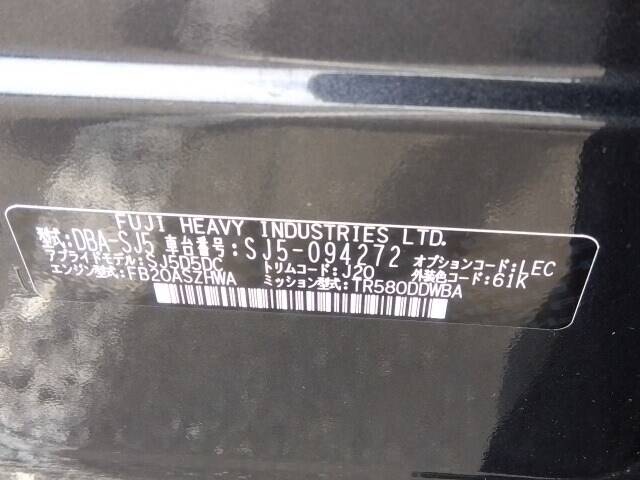 FUJI HEAVY INDUSTRIES LTD.
型式:DBA-SJ5 車台番号:SJ5-094272
アプライドモデル:SJ5D5DC トリムコード:J20 オプションコード:LEC
エンジン型式:FB20ASZHWA ミッション型式:TR580DDWBA 外装色コード:61K